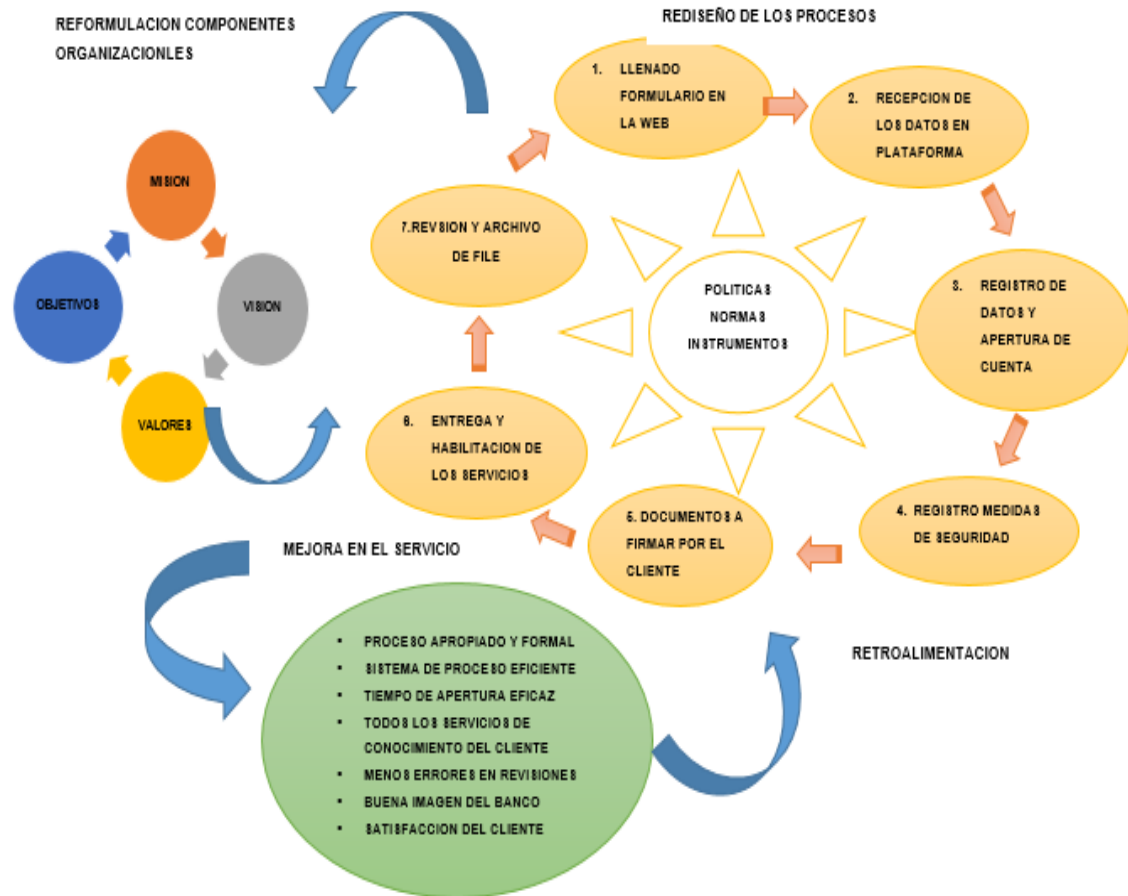 REFORMULACION COMPONENTES
ORGANIZACIONLES
REDISEÑO DE LOS PROCESOS
MISION
VISION
VALORES
OBJETIVOS
1. LLENADO
FORMULARIO EN
LA WEB
2. RECEPCION DE
LOS DATOS EN
PLATAFORMA
3. REGISTRO DE
DATOS Y
APERTURA DE
CUENTA
4. REGISTRO MEDIDAS
DE SEGURIDAD
5. DOCUMENTOS A
FIRMAR POR EL
CLIENTE
6. ENTREGA Y
HABILITACION DE
LOS SERVICIOS
7.REVSION Y ARCHIVO
DE FILE
POLITICAS
NORMAS
INSTRUMENTOS
MEJORA EN EL SERVICIO
▪ PROCESO APROPIADO Y FORMAL
▪ SISTEMA DE PROCESO EFICIENTE
▪ TIEMPO DE APERTURA EFICAZ
▪ TODOS LOS SERVICIOS DE
CONOCIMIENTO DEL CLIENTE
▪ MENOS ERRORES EN REVISIONES
▪ BUENA IMAGEN DEL BANCO
▪ SATISFACCION DEL CLIENTE
RETROALIMENTACION